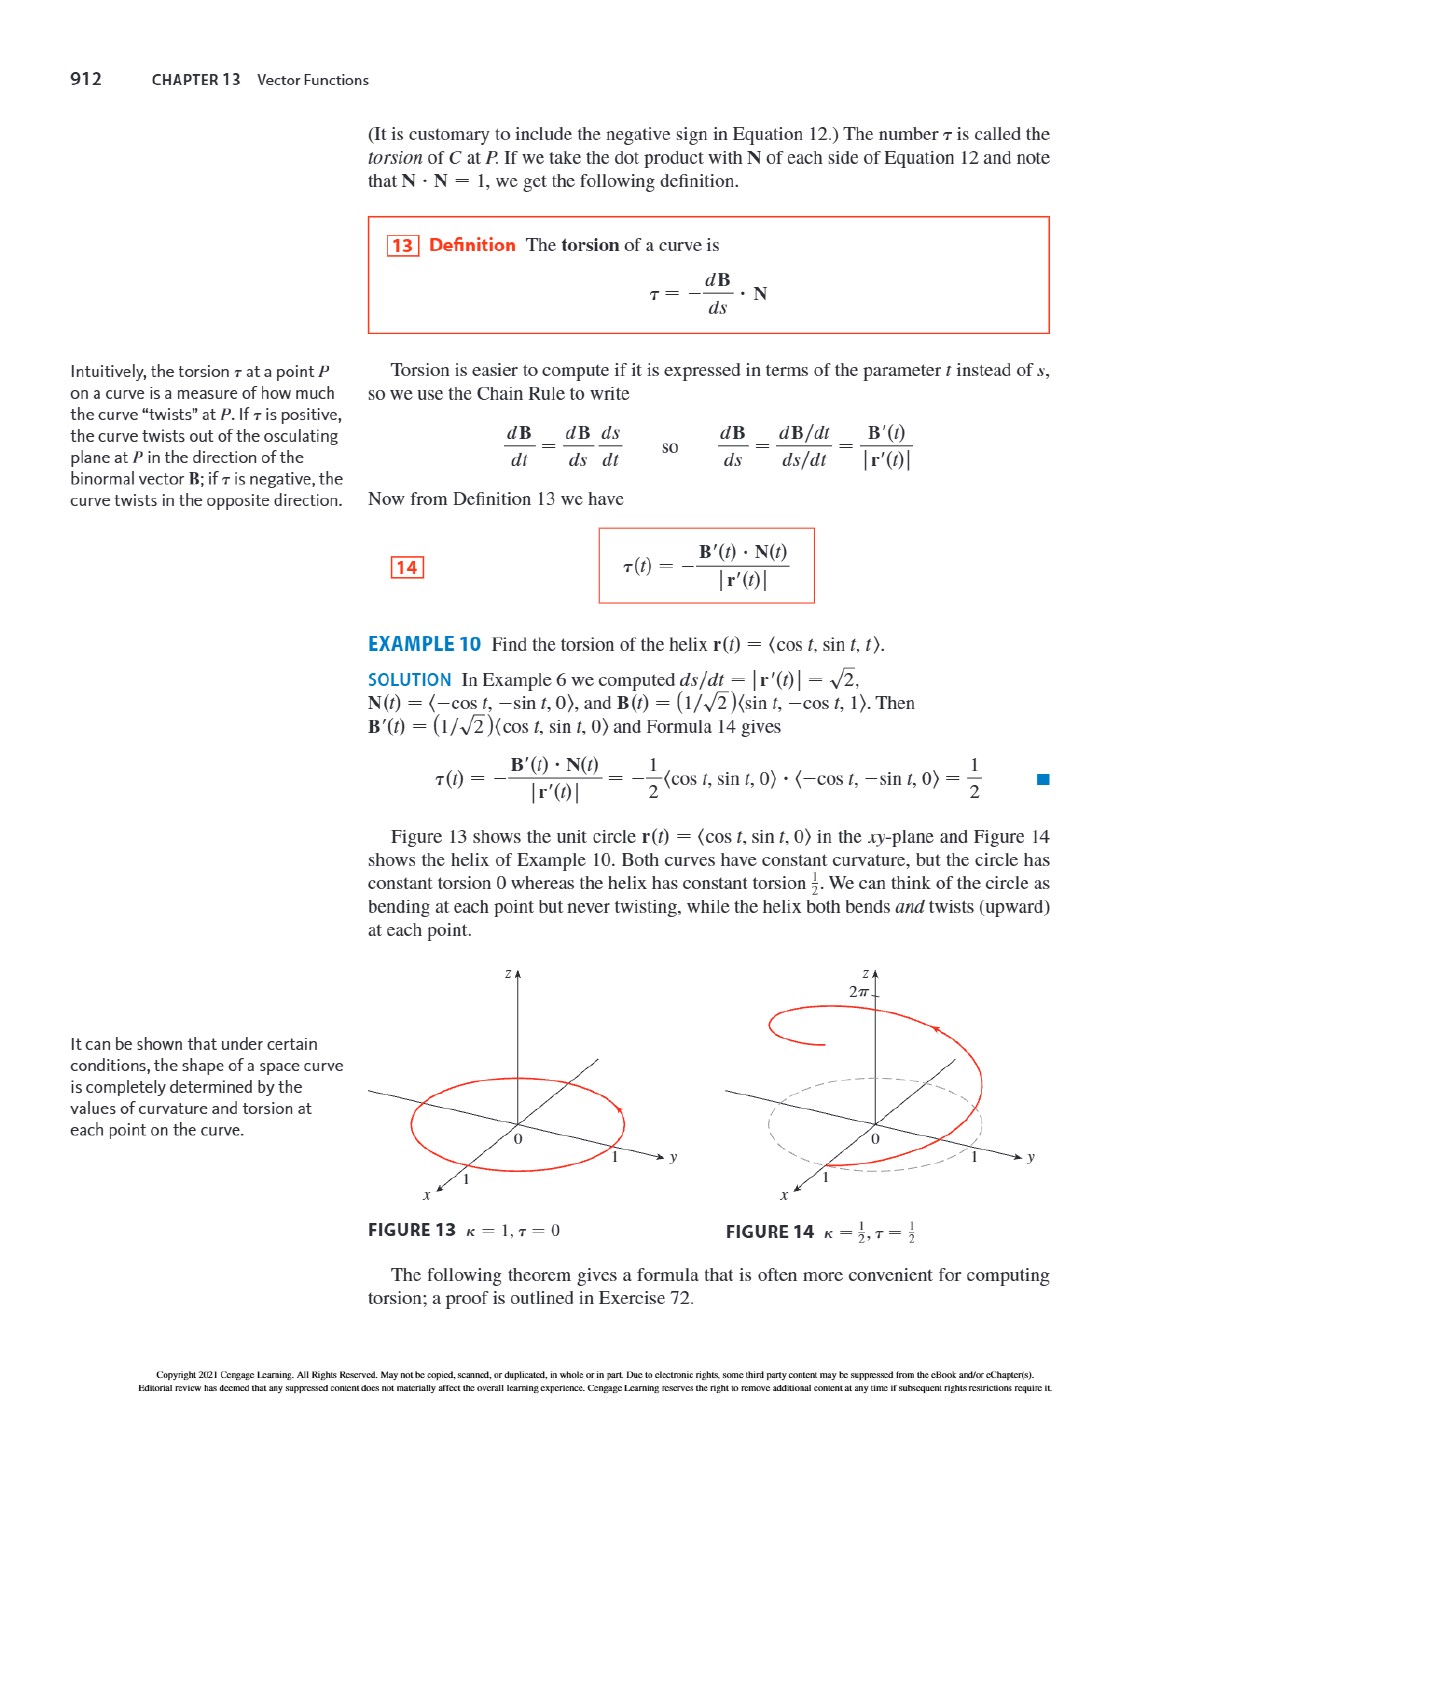 912 CHAPTER 13 Vector Functions
(It is customary to include the negative sign in Equation 12.) The number τ is called the
torsion of C at P. If we take the dot product with N of each side of Equation 12 and note
that N · N = 1, we get the following definition.
13 Definition The torsion of a curve is
τ = −dB/ds · N
Intuitively, the torsion τ at a point P
on a curve is a measure of how much
the curve “twists” at P. If τ is positive,
the curve twists out of the osculating
plane at P in the direction of the
binormal vector B; if τ is negative, the
curve twists in the opposite direction.
Torsion is easier to compute if it is expressed in terms of the parameter t instead of s,
so we use the Chain Rule to write
dB/dt = dB/ds ds/dt so dB/ds = (dB/dt)/(ds/dt) = B′(t)/|r′(t)|
Now from Definition 13 we have
14 τ(t) = −(B′(t) · N(t))/|r′(t)|
EXAMPLE 10 Find the torsion of the helix r(t) = ⟨cos t, sin t, t⟩.
SOLUTION In Example 6 we computed ds/dt = |r′(t)| = √2,
N(t) = ⟨−cos t, −sin t, 0⟩, and B(t) = (1/√2)⟨sin t, −cos t, 1⟩. Then
B′(t) = (1/√2)⟨cos t, sin t, 0⟩ and Formula 14 gives
τ(t) = −(B′(t) · N(t))/|r′(t)| = −1/2⟨cos t, sin t, 0⟩ · ⟨−cos t, −sin t, 0⟩ = 1/2
Figure 13 shows the unit circle r(t) = ⟨cos t, sin t, 0⟩ in the xy-plane and Figure 14
shows the helix of Example 10. Both curves have constant curvature, but the circle has
constant torsion 0 whereas the helix has constant torsion 1/2. We can think of the circle as
bending at each point but never twisting, while the helix both bends and twists (upward)
at each point.
It can be shown that under certain
conditions, the shape of a space curve
is completely determined by the
values of curvature and torsion at
each point on the curve.
z
0
1
y
1
x
z
2π
0
1
y
1
x
FIGURE 13 κ = 1, τ = 0
FIGURE 14 κ = 1/2, τ = 1/2
The following theorem gives a formula that is often more convenient for computing
torsion; a proof is outlined in Exercise 72.
Copyright 2021 Cengage Learning. All Rights Reserved. May not be copied, scanned, or duplicated, in whole or in part. Due to electronic rights, some third party content may be suppressed from the eBook and/or eChapter(s).
Editorial review has deemed that any suppressed content does not materially affect the overall learning experience. Cengage Learning reserves the right to remove additional content at any time if subsequent rights restrictions require it.